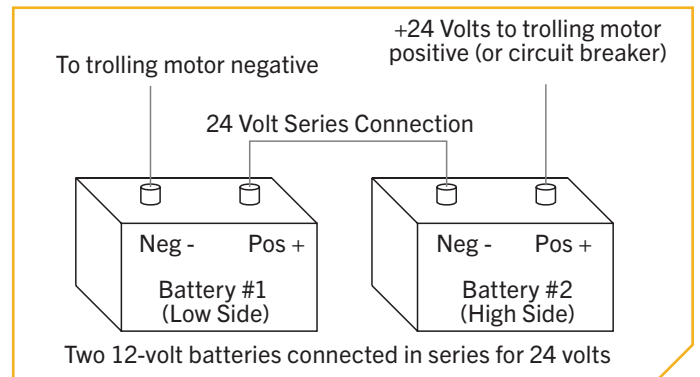 +24 Volts to trolling motor
positive (or circuit breaker)
To trolling motor negative
24 Volt Series Connection
Neg - Pos +
Battery #1
(Low Side)
Neg - Pos +
Battery #2
(High Side)
Two 12-volt batteries connected in series for 24 volts